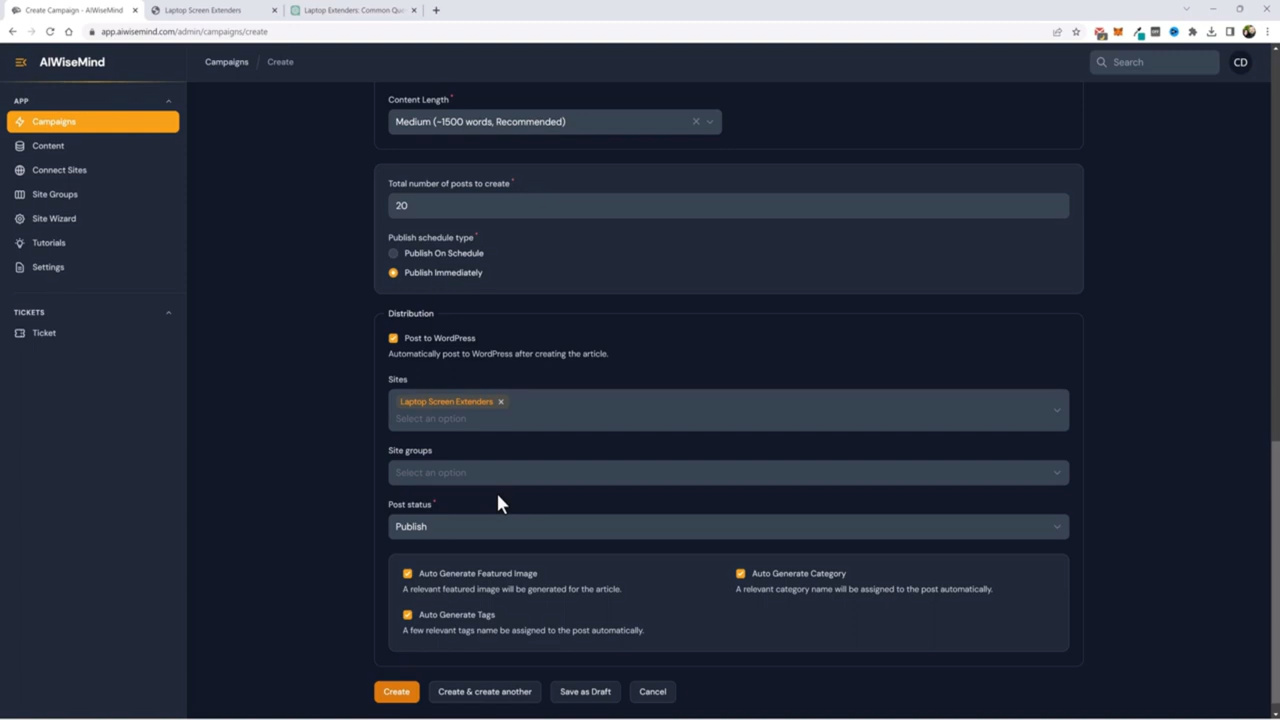 Create Campaign - AIWiseMind
Laptop Screen Extenders
Laptop Extenders: Common Que
app.aiwisemind.com/admin/campaigns/create
AIWiseMind
Campaigns / Create
Search
CD
APP
Campaigns
Content
Connect Sites
Site Groups
Site Wizard
Tutorials
Settings
TICKETS
Ticket
Content Length*
Medium (~1500 words, Recommended)
Total number of posts to create*
20
Publish schedule type*
Publish On Schedule
Publish Immediately
Distribution
Post to WordPress
Automatically post to WordPress after creating the article.
Sites
Laptop Screen Extenders
Select an option
Site groups
Select an option
Post status*
Publish
Auto Generate Featured Image
A relevant featured image will be generated for the article.
Auto Generate Category
A relevant category name will be assigned to the post automatically.
Auto Generate Tags
A few relevant tags name be assigned to the post automatically.
Create
Create & create another
Save as Draft
Cancel